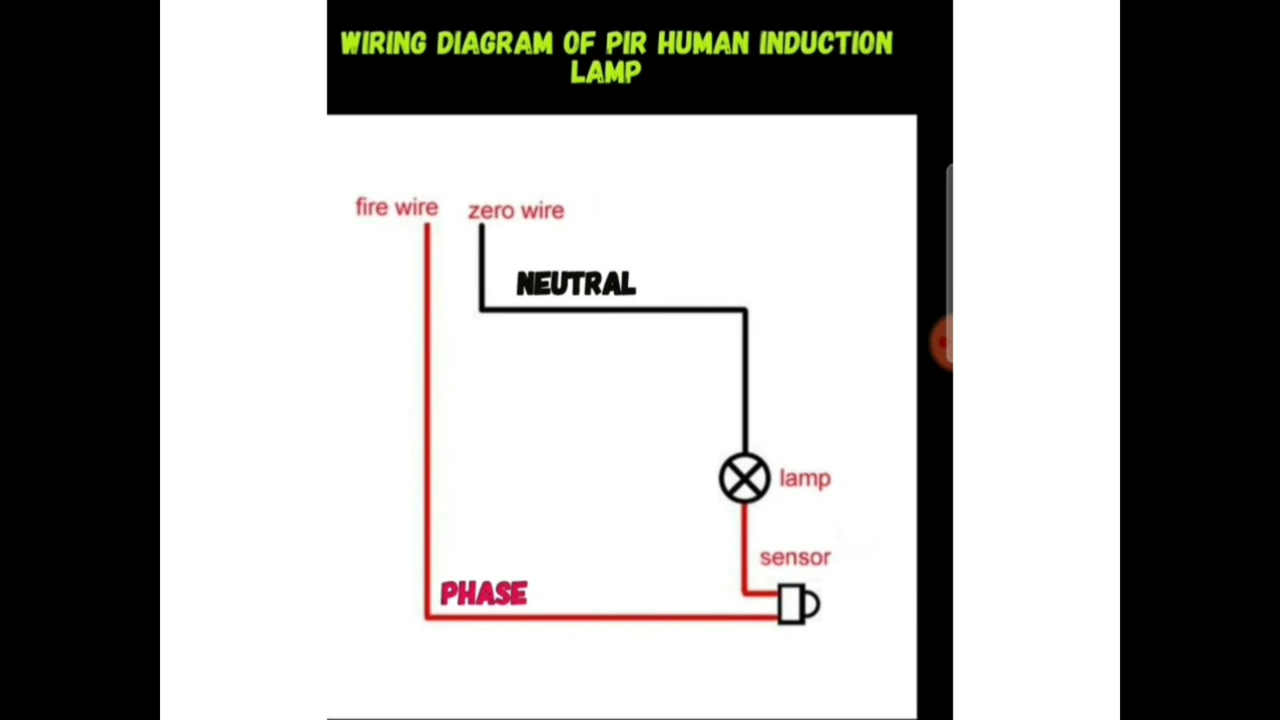 WIRING DIAGRAM OF PIR HUMAN INDUCTION
LAMP
fire wire zero wire
NEUTRAL
lamp
sensor
PHASE